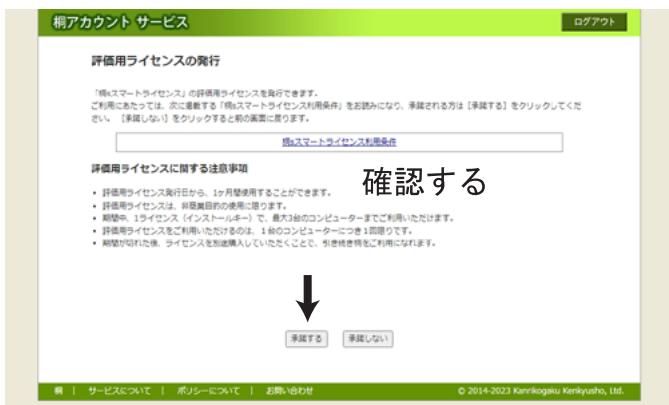 桐アカウント サービス
ログアウト
評価用ライセンスの発行
「桐sスマートライセンス」の評価用ライセンスを発行できます。
ご利用にあたっては、次に掲載する「桐sスマートライセンス利用条件」をお読みになり、承諾される方は [承諾する] をクリックしてくだ
さい。 [承諾しない] をクリックすると前の画面に戻ります。
桐sスマートライセンス利用条件
評価用ライセンスに関する注意事項
確認する
• 評価用ライセンス発行日から、1ヶ月間使用することができます。
• 評価用ライセンスは、非営業目的の使用に限ります。
• 期間中、1ライセンス（インストールキー）で、最大3台のコンピューターまでご利用いただけます。
• 評価用ライセンスをご利用いただけるのは、1台のコンピューターにつき1回限りです。
• 期間が切れた後、ライセンスを別途購入していただくことで、引き続き桐をご利用になれます。
承諾する
承諾しない
桐 | サービスについて | ポリシーについて | お問い合わせ
© 2014-2023 Kanrikogaku Kenkyusho, Ltd.